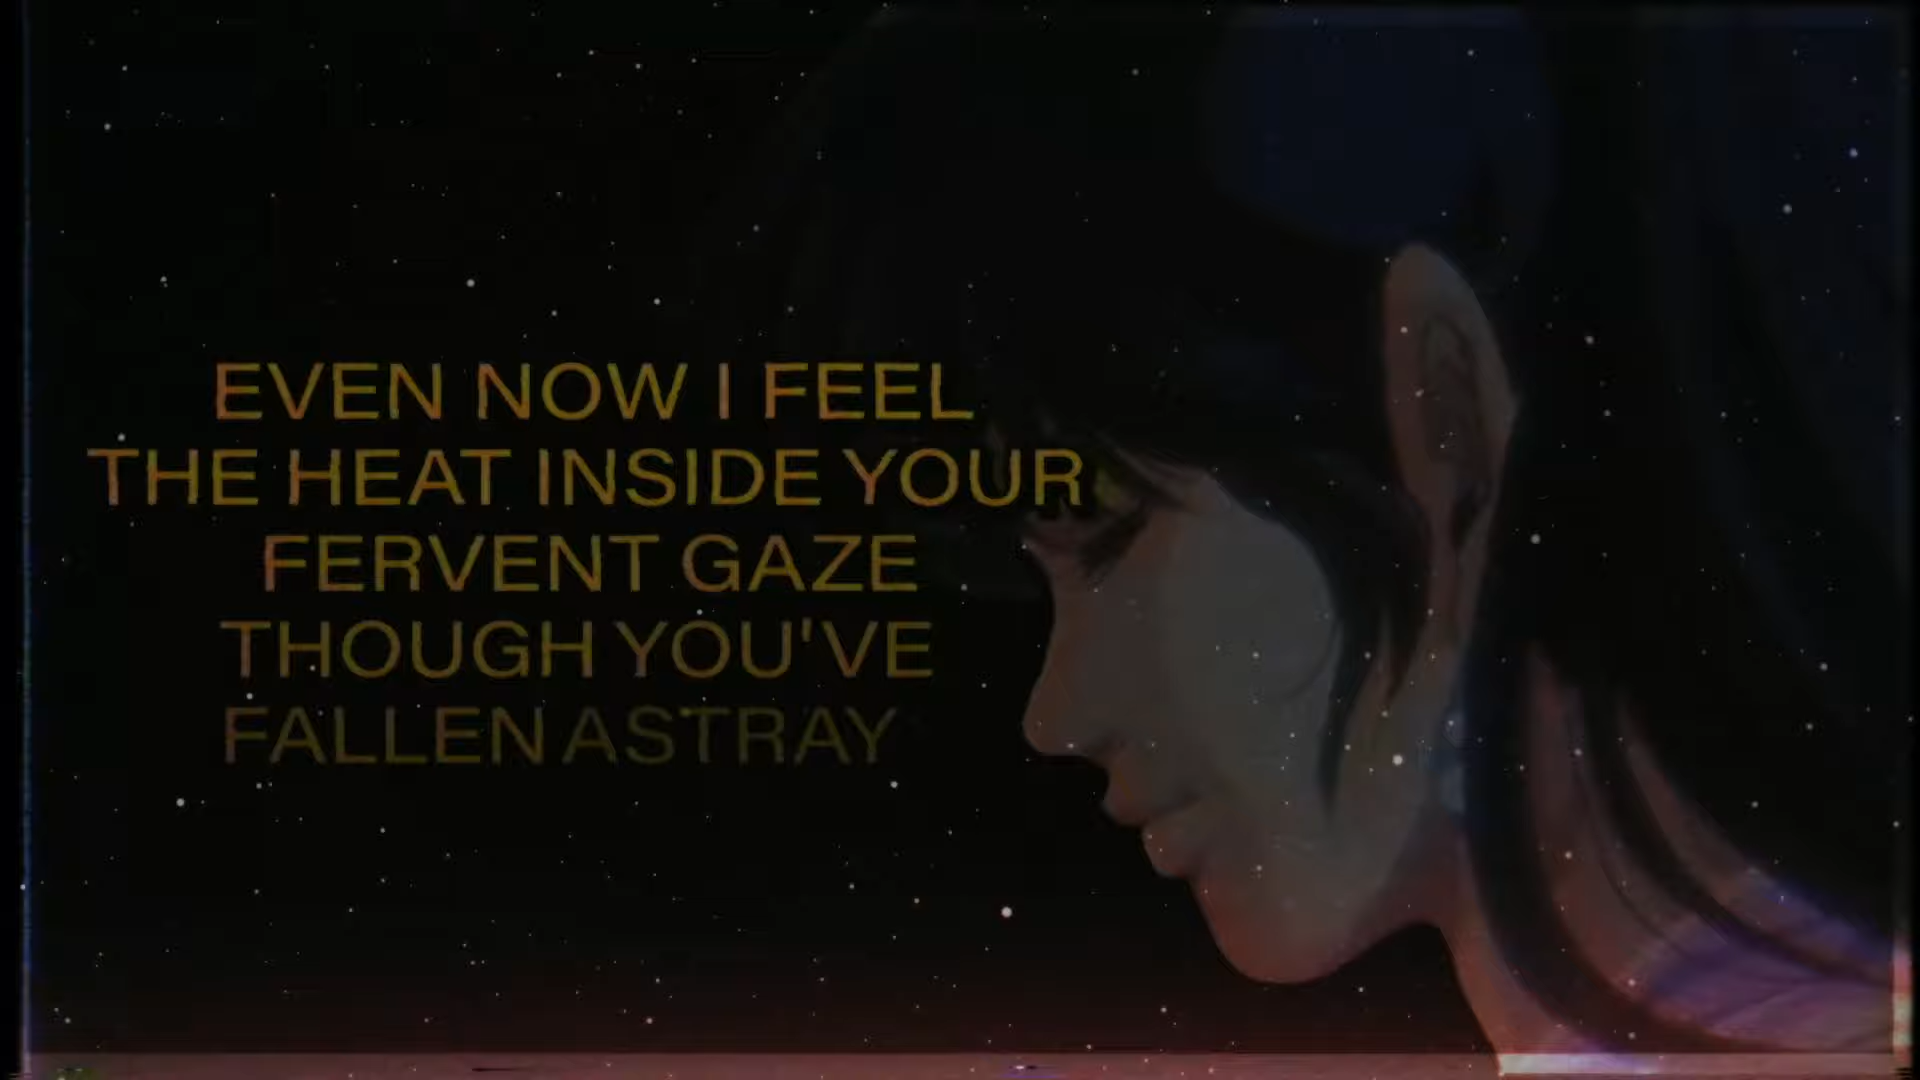 EVEN NOW I FEEL
THE HEAT INSIDE YOUR
FERVENT GAZE
THOUGH YOU'VE
FALLEN ASTRAY